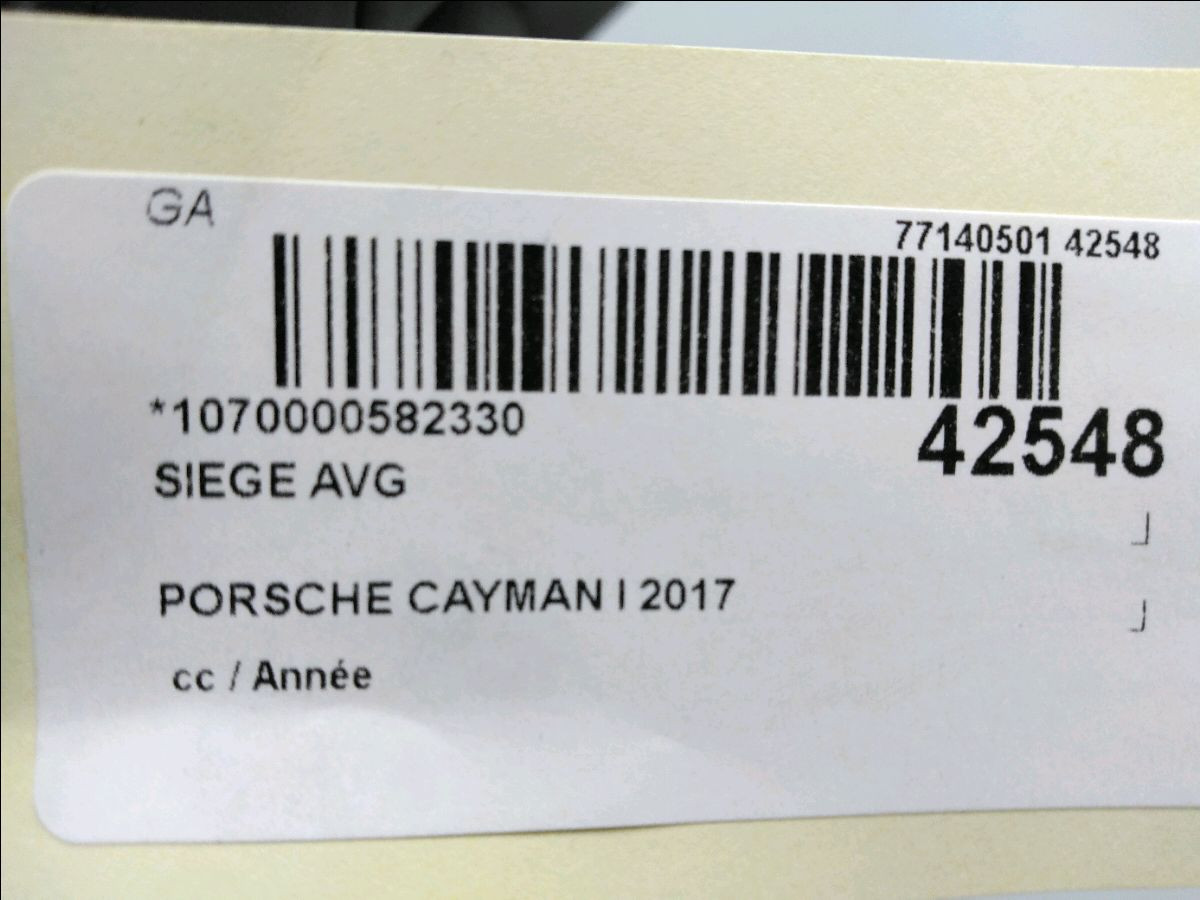 GA
77140501 42548
*1070000582330
42548
SIEGE AVG
PORSCHE CAYMAN I 2017
cc / Année